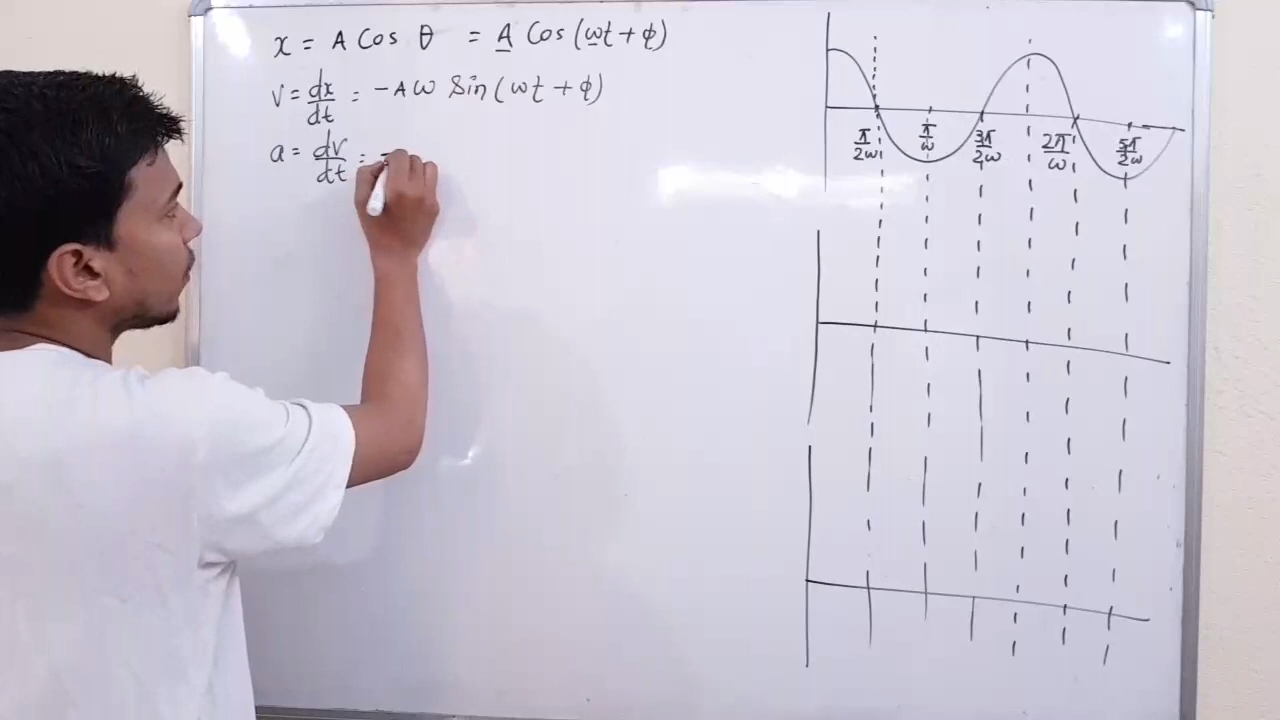 x = A Cos θ = A Cos (ωt + φ)
v = dx/dt = -Aω Sin (ωt + φ)
a = dv/dt = -
π/2ω π/ω 3π/2ω 2π/ω 5π/2ω